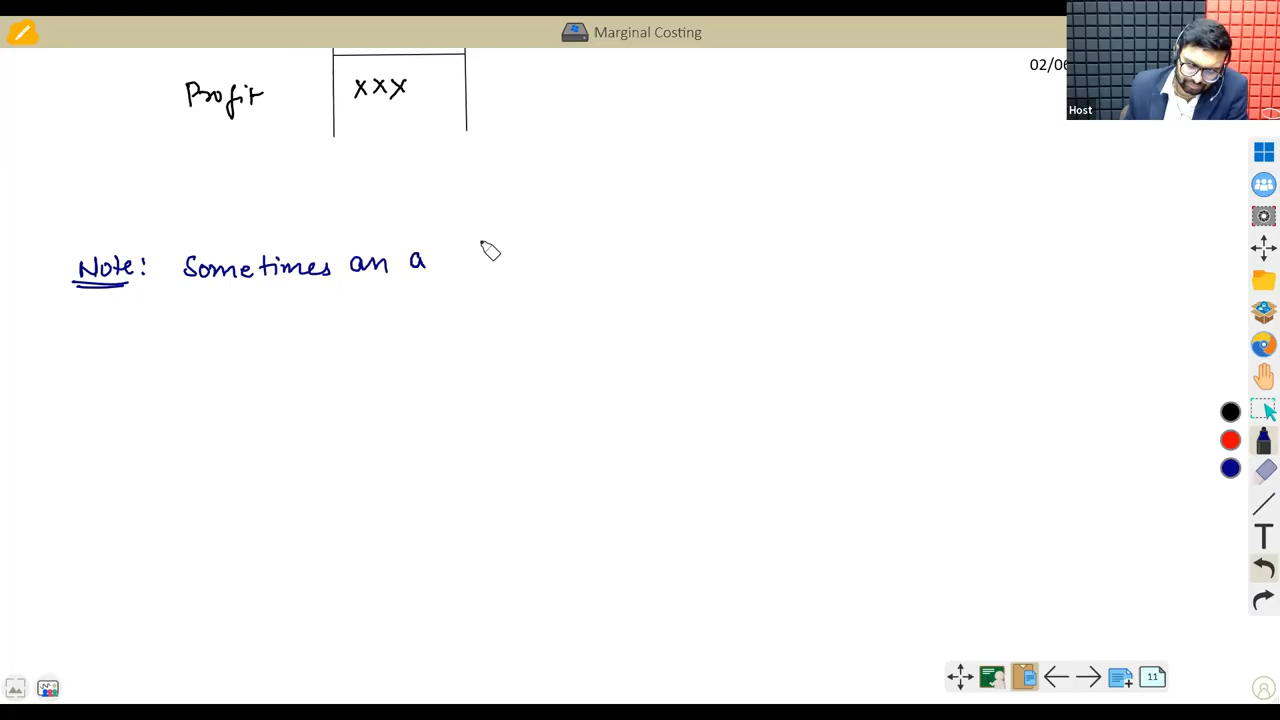 Marginal Costing
02/06
Host
Profit xxx
Note: Sometimes an a
T
11